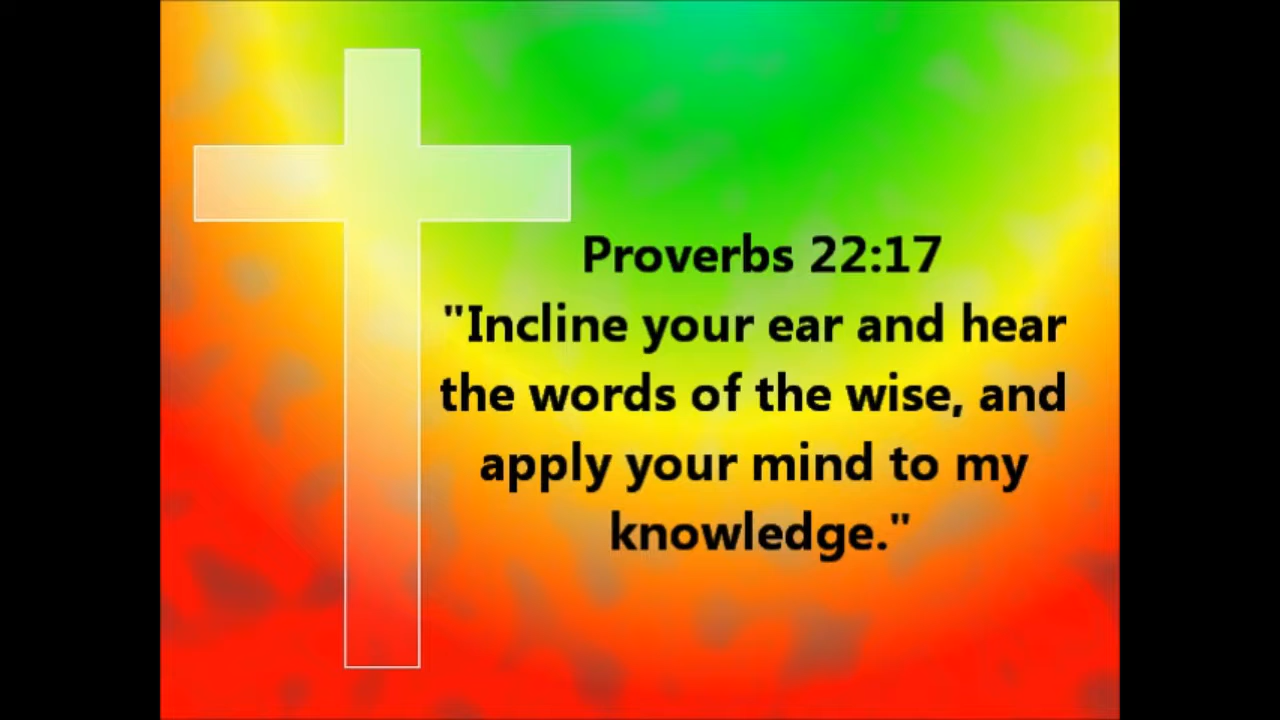 Proverbs 22:17
"Incline your ear and hear
the words of the wise, and
apply your mind to my
knowledge."